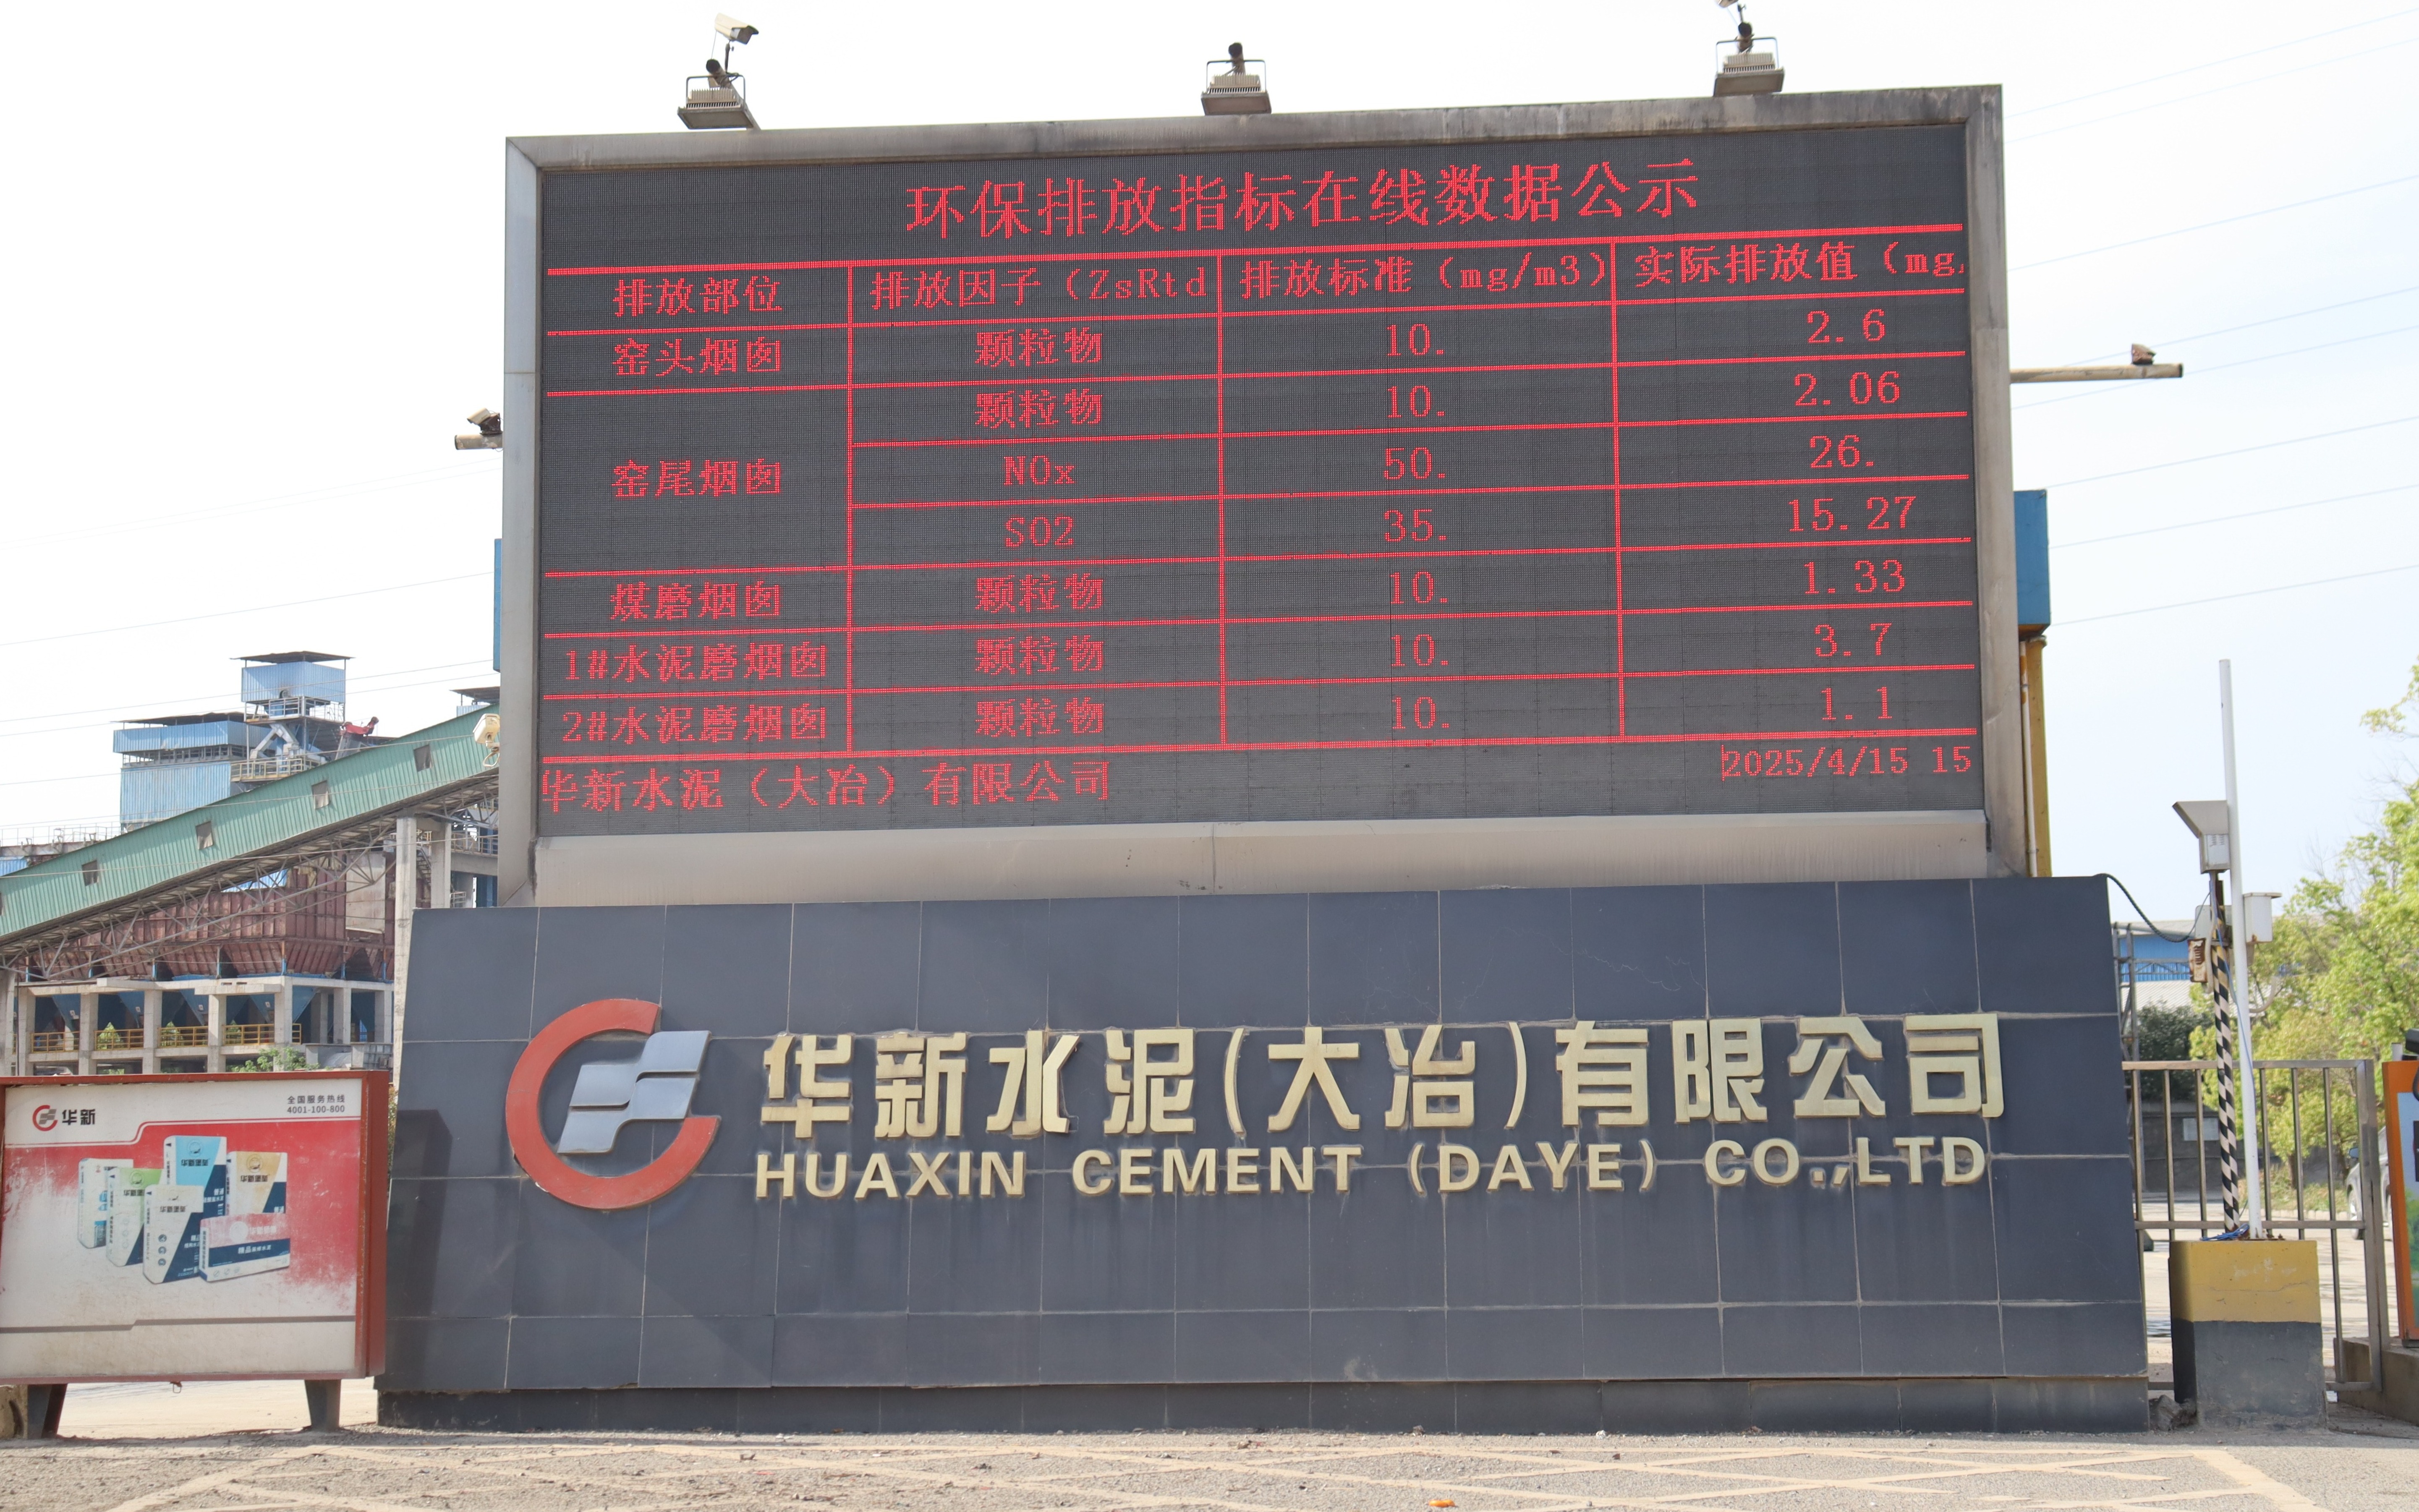 环保排放指标在线数据公示
排放部位 排放因子（ZsRtd 排放标准（mg/m3） 实际排放值（mg/
窑头烟囱 颗粒物 10. 2.6
颗粒物 10. 2.06
窑尾烟囱 NOx 50. 26.
SO2 35. 15.27
煤磨烟囱 颗粒物 10. 1.33
1#水泥磨烟囱 颗粒物 10. 3.7
2#水泥磨烟囱 颗粒物 10. 1.1
华新水泥（大冶）有限公司 2025/4/15 15
华新水泥(大冶)有限公司
HUAXIN CEMENT (DAYE) CO.,LTD
华新
全国服务热线
4001-100-800